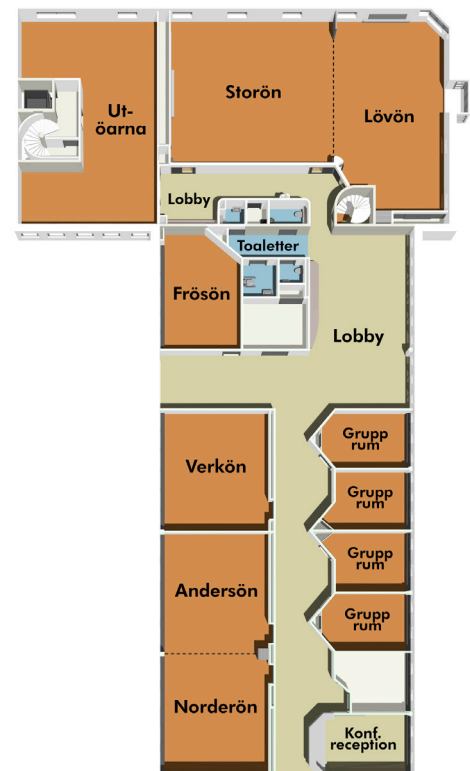 Ut-
öarna
Storön
Lövön
Lobby
Toaletter
Frösön
Lobby
Verkön
Grupp
rum
Grupp
rum
Andersön
Grupp
rum
Grupp
rum
Norderön
Konf.
reception